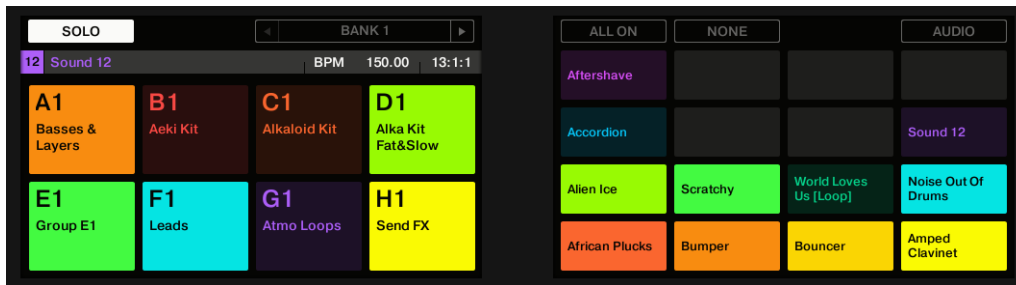 SOLO
BANK 1
12 Sound 12 BPM 150.00 13:1:1
A1
Basses &
Layers
B1
Aeki Kit
C1
Alkaloid Kit
D1
Alka Kit
Fat&Slow
E1
Group E1
F1
Leads
G1
Atmo Loops
H1
Send FX
ALL ON NONE AUDIO
Aftershave
Accordion
Sound 12
Alien Ice
Scratchy
World Loves
Us [Loop]
Noise Out Of
Drums
African Plucks
Bumper
Bouncer
Amped
Clavinet